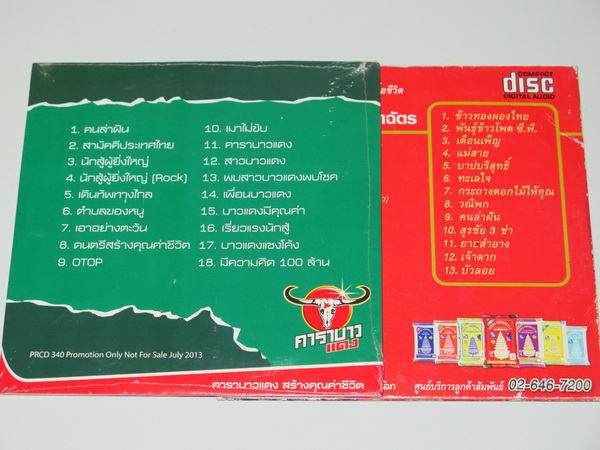 1. คนล่าฝัน
2. สามัคคีประเทศไทย
3. นักสู้ผู้ยิ่งใหญ่
4. นักสู้ผู้ยิ่งใหญ่ (Rock)
5. เดินทัพทางไกล
6. ตำบลของหนู
7. เอาอย่างตะวัน
8. ดนตรีสร้างคุณค่าชีวิต
9. OTOP
10. เมาไม่ขับ
11. คาราบาวแดง
12. สาวบาวแดง
13. พบสาวบาวแดงพบโชค
14. เพื่อนบาวแดง
15. บาวแดงมีคุณค่า
16. เรี่ยวแรงนักสู้
17. บาวแดงแซงโค้ง
18. มีความคิด 100 ล้าน
คาราบาว
แดง
PRCD 340 Promotion Only Not For Sale July 2013
คาราบาวแดง สร้างคุณค่าชีวิต
COMPACT
disc
DIGITAL AUDIO
อชีวิต
าฉัตร
1. ข้าวทองผองไทย
2. พันธุ์ข้าวโพด ซี.พี.
3. เดือนเพ็ญ
4. แม่สาย
5. บาปบริสุทธิ์
6. ทะเลใจ
7. กระถางดอกไม้ให้คุณ
8. วณิพก
9. คนล่าฝัน
10. สุรชัย 3 ช่า
11. ยาะสำอาง
12. เจ้าตาก
13. บัวลอย
ศูนย์บริการลูกค้าสัมพันธ์ 02-646-7200